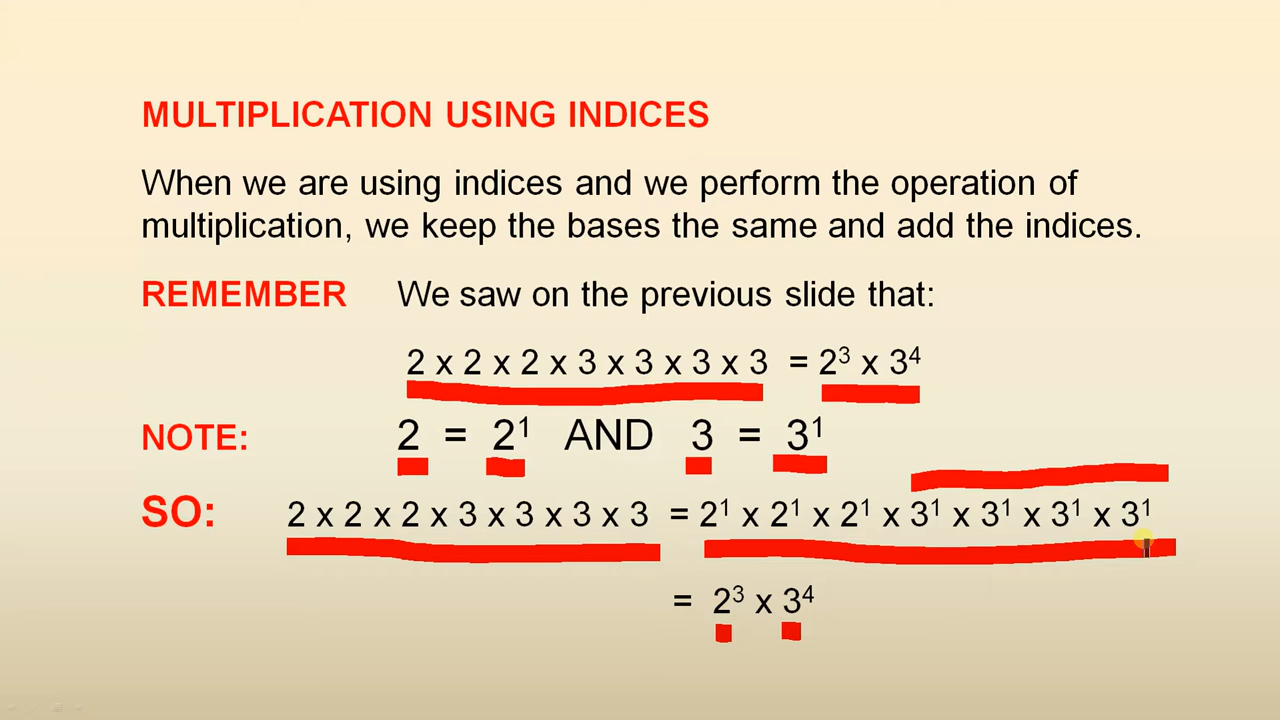 MULTIPLICATION USING INDICES
When we are using indices and we perform the operation of
multiplication, we keep the bases the same and add the indices.
REMEMBER We saw on the previous slide that:
2 x 2 x 2 x 3 x 3 x 3 x 3 = 2³ x 3⁴
NOTE: 2 = 2¹ AND 3 = 3¹
SO: 2 x 2 x 2 x 3 x 3 x 3 x 3 = 2¹ x 2¹ x 2¹ x 3¹ x 3¹ x 3¹ x 3¹
= 2³ x 3⁴